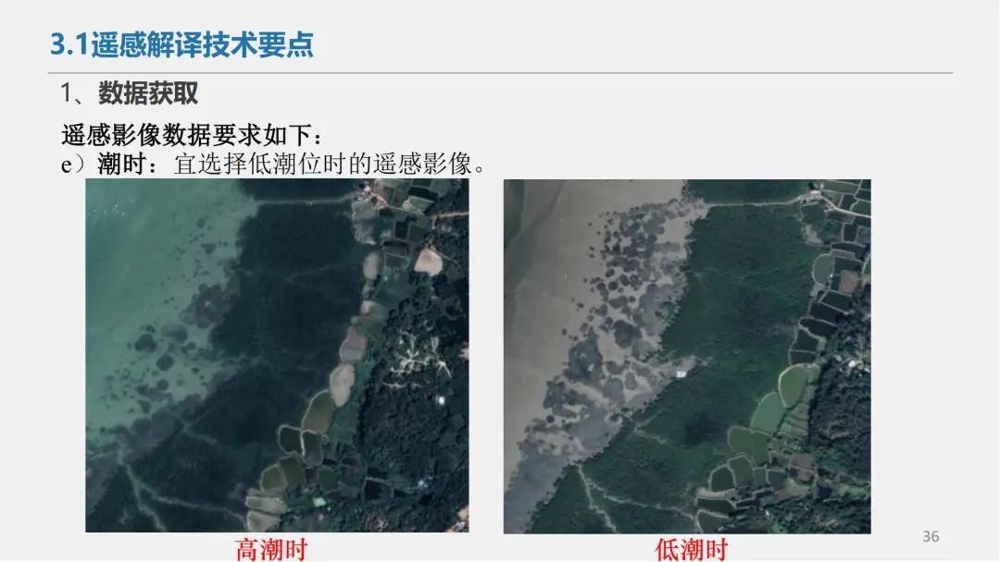 3.1遥感解译技术要点
1、数据获取
遥感影像数据要求如下：
e）潮时：宜选择低潮位时的遥感影像。
高潮时
低潮时
36